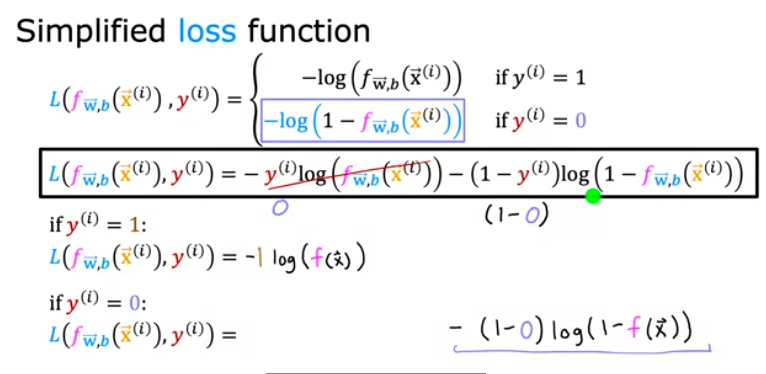 Simplified loss function
L(f_{w⃗,b}(x⃗^{(i)}), y^{(i)}) = { −log(f_{w⃗,b}(x⃗^{(i)})) if y^{(i)} = 1
−log(1 − f_{w⃗,b}(x⃗^{(i)})) if y^{(i)} = 0
L(f_{w⃗,b}(x⃗^{(i)}), y^{(i)}) = − y^{(i)}log(f_{w⃗,b}(x⃗^{(i)})) − (1 − y^{(i)})log(1 − f_{w⃗,b}(x⃗^{(i)}))
0 (1−0)
if y^{(i)} = 1:
L(f_{w⃗,b}(x⃗^{(i)}), y^{(i)}) = −1 log(f(x⃗))
if y^{(i)} = 0:
L(f_{w⃗,b}(x⃗^{(i)}), y^{(i)}) = − (1−0) log(1−f(x⃗))